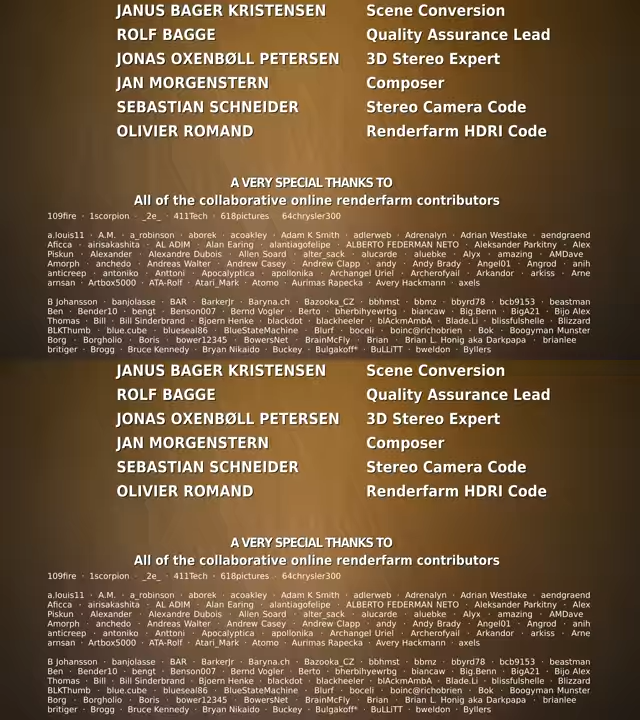 JANUS BAGER KRISTENSEN Scene Conversion
ROLF BAGGE Quality Assurance Lead
JONAS OXENBØLL PETERSEN 3D Stereo Expert
JAN MORGENSTERN Composer
SEBASTIAN SCHNEIDER Stereo Camera Code
OLIVIER ROMAND Renderfarm HDRI Code
A VERY SPECIAL THANKS TO
All of the collaborative online renderfarm contributors
109fire · 1scorpion · _2e_ · 411Tech · 618pictures · 64chrysler300
a.louis11 · A.M. · a_robinson · aborek · acoakley · Adam K Smith · adlerweb · Adrenalyn · Adrian Westlake · aendgraend
Aficca · airisakashita · AL ADIM · Alan Earing · alantiagofelipe · ALBERTO FEDERMAN NETO · Aleksander Parkitny · Alex
Piskun · Alexander · Alexandre Dubois · Allen Soard · alter_sack · alucarde · aluebke · Alyx · amazing · AMDave
Amorph · anchedo · Andreas Walter · Andrew Casey · Andrew Clapp · andy · Andy Brady · Angel01 · Angrod · anih
anticreep · antoniko · Anttoni · Apocalyptica · apollonika · Archangel Uriel · Archerofyail · Arkandor · arkiss · Arne
arnsan · Artbox5000 · ATA-Rolf · Atari_Mark · Atomo · Aurimas Rapecka · Avery Hackmann · axels
B Johansson · banjolasse · BAR · BarkerJr · Baryna.ch · Bazooka_CZ · bbhmst · bbmz · bbyrd78 · bcb9153 · beastman
Ben · Bender10 · bengt · Benson007 · Bernd Vogler · Berto · bherbihyewrbg · biancaw · Big.Benn · BigA21 · Bijo Alex
Thomas · Bill · Bill Sinderbrand · Bjoern Henke · blackdot · blackheeler · blAckmAmbA · Blade.Li · blissfulshelle · Blizzard
BLKThumb · blue.cube · blueseal86 · BlueStateMachine · Blurf · boceli · boinc@richobrien · Bok · Boogyman Munster
Borg · Borgholio · Boris · bower12345 · BowersNet · BrainMcFly · Brian · Brian L. Honig aka Darkpapa · brianlee
britiger · Brogg · Bruce Kennedy · Bryan Nikaido · Buckey · Bulgakoff* · BuLLiTT · bweldon · Byllers
JANUS BAGER KRISTENSEN Scene Conversion
ROLF BAGGE Quality Assurance Lead
JONAS OXENBØLL PETERSEN 3D Stereo Expert
JAN MORGENSTERN Composer
SEBASTIAN SCHNEIDER Stereo Camera Code
OLIVIER ROMAND Renderfarm HDRI Code
A VERY SPECIAL THANKS TO
All of the collaborative online renderfarm contributors
109fire · 1scorpion · _2e_ · 411Tech · 618pictures · 64chrysler300
a.louis11 · A.M. · a_robinson · aborek · acoakley · Adam K Smith · adlerweb · Adrenalyn · Adrian Westlake · aendgraend
Aficca · airisakashita · AL ADIM · Alan Earing · alantiagofelipe · ALBERTO FEDERMAN NETO · Aleksander Parkitny · Alex
Piskun · Alexander · Alexandre Dubois · Allen Soard · alter_sack · alucarde · aluebke · Alyx · amazing · AMDave
Amorph · anchedo · Andreas Walter · Andrew Casey · Andrew Clapp · andy · Andy Brady · Angel01 · Angrod · anih
anticreep · antoniko · Anttoni · Apocalyptica · apollonika · Archangel Uriel · Archerofyail · Arkandor · arkiss · Arne
arnsan · Artbox5000 · ATA-Rolf · Atari_Mark · Atomo · Aurimas Rapecka · Avery Hackmann · axels
B Johansson · banjolasse · BAR · BarkerJr · Baryna.ch · Bazooka_CZ · bbhmst · bbmz · bbyrd78 · bcb9153 · beastman
Ben · Bender10 · bengt · Benson007 · Bernd Vogler · Berto · bherbihyewrbg · biancaw · Big.Benn · BigA21 · Bijo Alex
Thomas · Bill · Bill Sinderbrand · Bjoern Henke · blackdot · blackheeler · blAckmAmbA · Blade.Li · blissfulshelle · Blizzard
BLKThumb · blue.cube · blueseal86 · BlueStateMachine · Blurf · boceli · boinc@richobrien · Bok · Boogyman Munster
Borg · Borgholio · Boris · bower12345 · BowersNet · BrainMcFly · Brian · Brian L. Honig aka Darkpapa · brianlee
britiger · Brogg · Bruce Kennedy · Bryan Nikaido · Buckey · Bulgakoff* · BuLLiTT · bweldon · Byllers